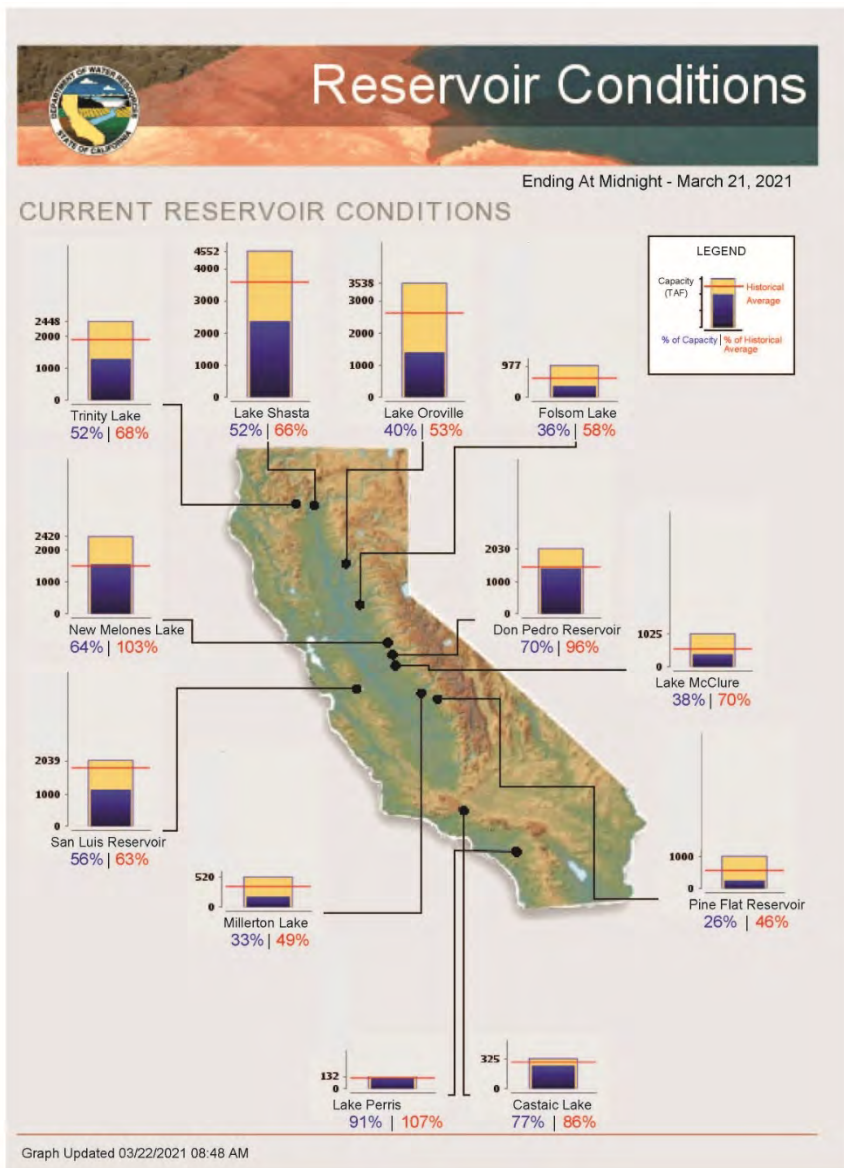 Reservoir Conditions
DEPARTMENT OF WATER RESOURCES
STATE OF CALIFORNIA
Ending At Midnight - March 21, 2021
CURRENT RESERVOIR CONDITIONS
LEGEND
Capacity
(TAF)
Historical
Average
% of Capacity | % of Historical
Average
2448
2000
1000
0
Trinity Lake
52% | 68%
4552
4000
3000
2000
1000
0
Lake Shasta
52% | 66%
3538
3000
2000
1000
0
Lake Oroville
40% | 53%
977
0
Folsom Lake
36% | 58%
2420
2000
1000
0
New Melones Lake
64% | 103%
2030
1000
0
Don Pedro Reservoir
70% | 96%
1025
0
Lake McClure
38% | 70%
2039
1000
0
San Luis Reservoir
56% | 63%
520
0
Millerton Lake
33% | 49%
1000
0
Pine Flat Reservoir
26% | 46%
132
0
Lake Perris
91% | 107%
325
0
Castaic Lake
77% | 86%
Graph Updated 03/22/2021 08:48 AM